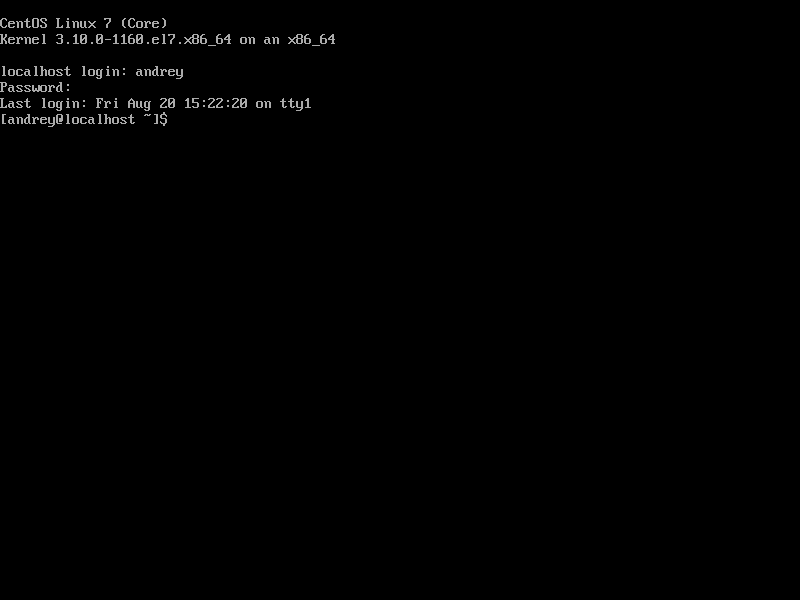 CentOS Linux 7 (Core)
Kernel 3.10.0-1160.el7.x86_64 on an x86_64
localhost login: andrey
Password:
Last login: Fri Aug 20 15:22:20 on tty1
[andrey@localhost ~]$